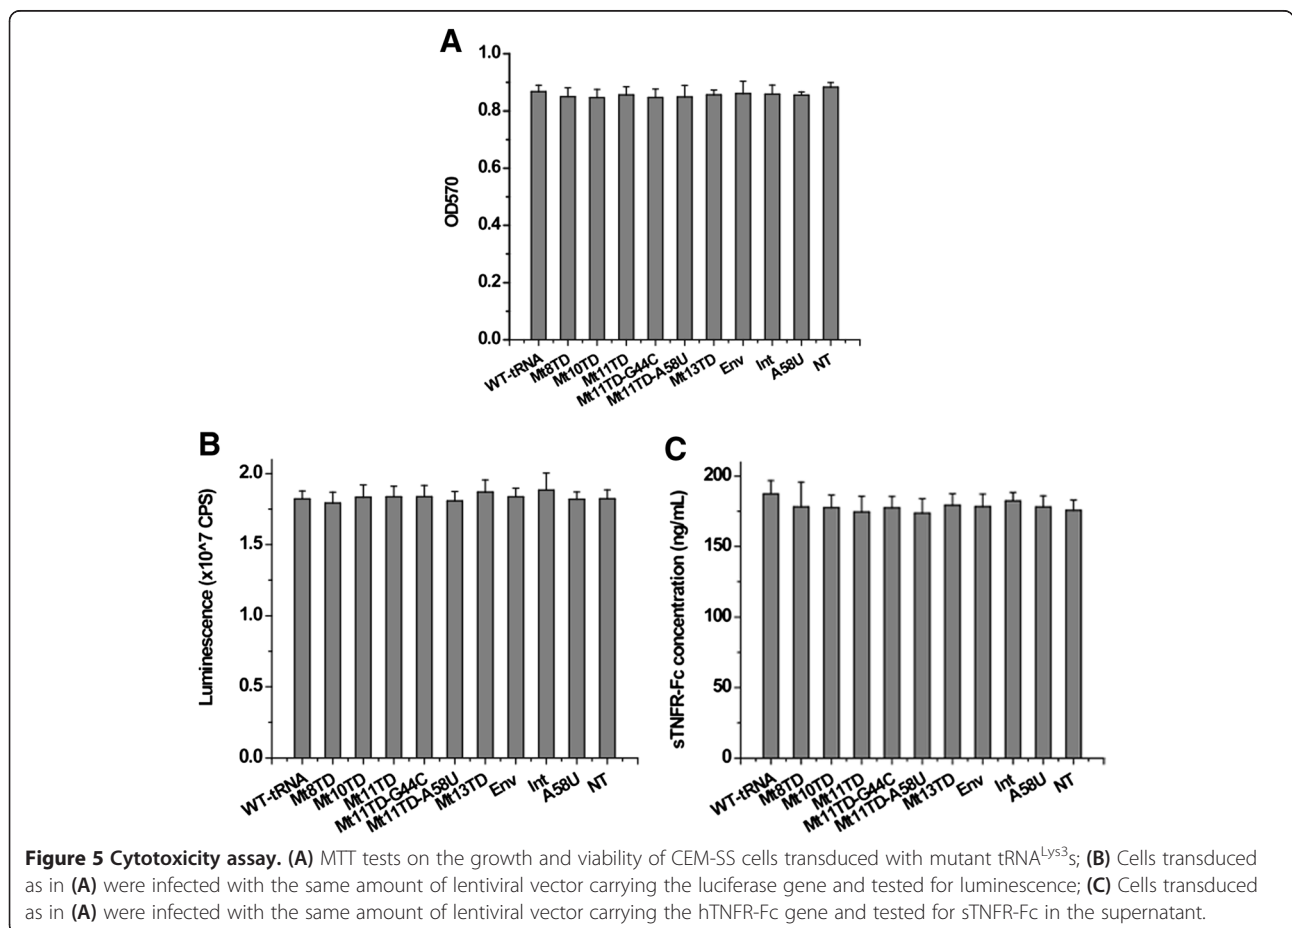 A
1.0
0.8
0.6
0.4
0.2
0.0
OD570
WT-tRNA
Mt8TD
Mt10TD
Mt11TD
Mt11TD-G44C
Mt11TD-A58U
Mt13TD
Env
Int
A58U
NT
B
2.0
1.5
1.0
0.5
0.0
Luminescence (x10^7 CPS)
WT-tRNA
Mt8TD
Mt10TD
Mt11TD
Mt11TD-G44C
Mt11TD-A58U
Mt13TD
Env
Int
A58U
NT
C
200
150
100
50
0
sTNFR-Fc concentration (ng/mL)
WT-tRNA
Mt8TD
Mt10TD
Mt11TD
Mt11TD-G44C
Mt11TD-A58U
Mt13TD
Env
Int
A58U
NT
Figure 5 Cytotoxicity assay. (A) MTT tests on the growth and viability of CEM-SS cells transduced with mutant tRNA^Lys3s; (B) Cells transduced
as in (A) were infected with the same amount of lentiviral vector carrying the luciferase gene and tested for luminescence; (C) Cells transduced
as in (A) were infected with the same amount of lentiviral vector carrying the hTNFR-Fc gene and tested for sTNFR-Fc in the supernatant.